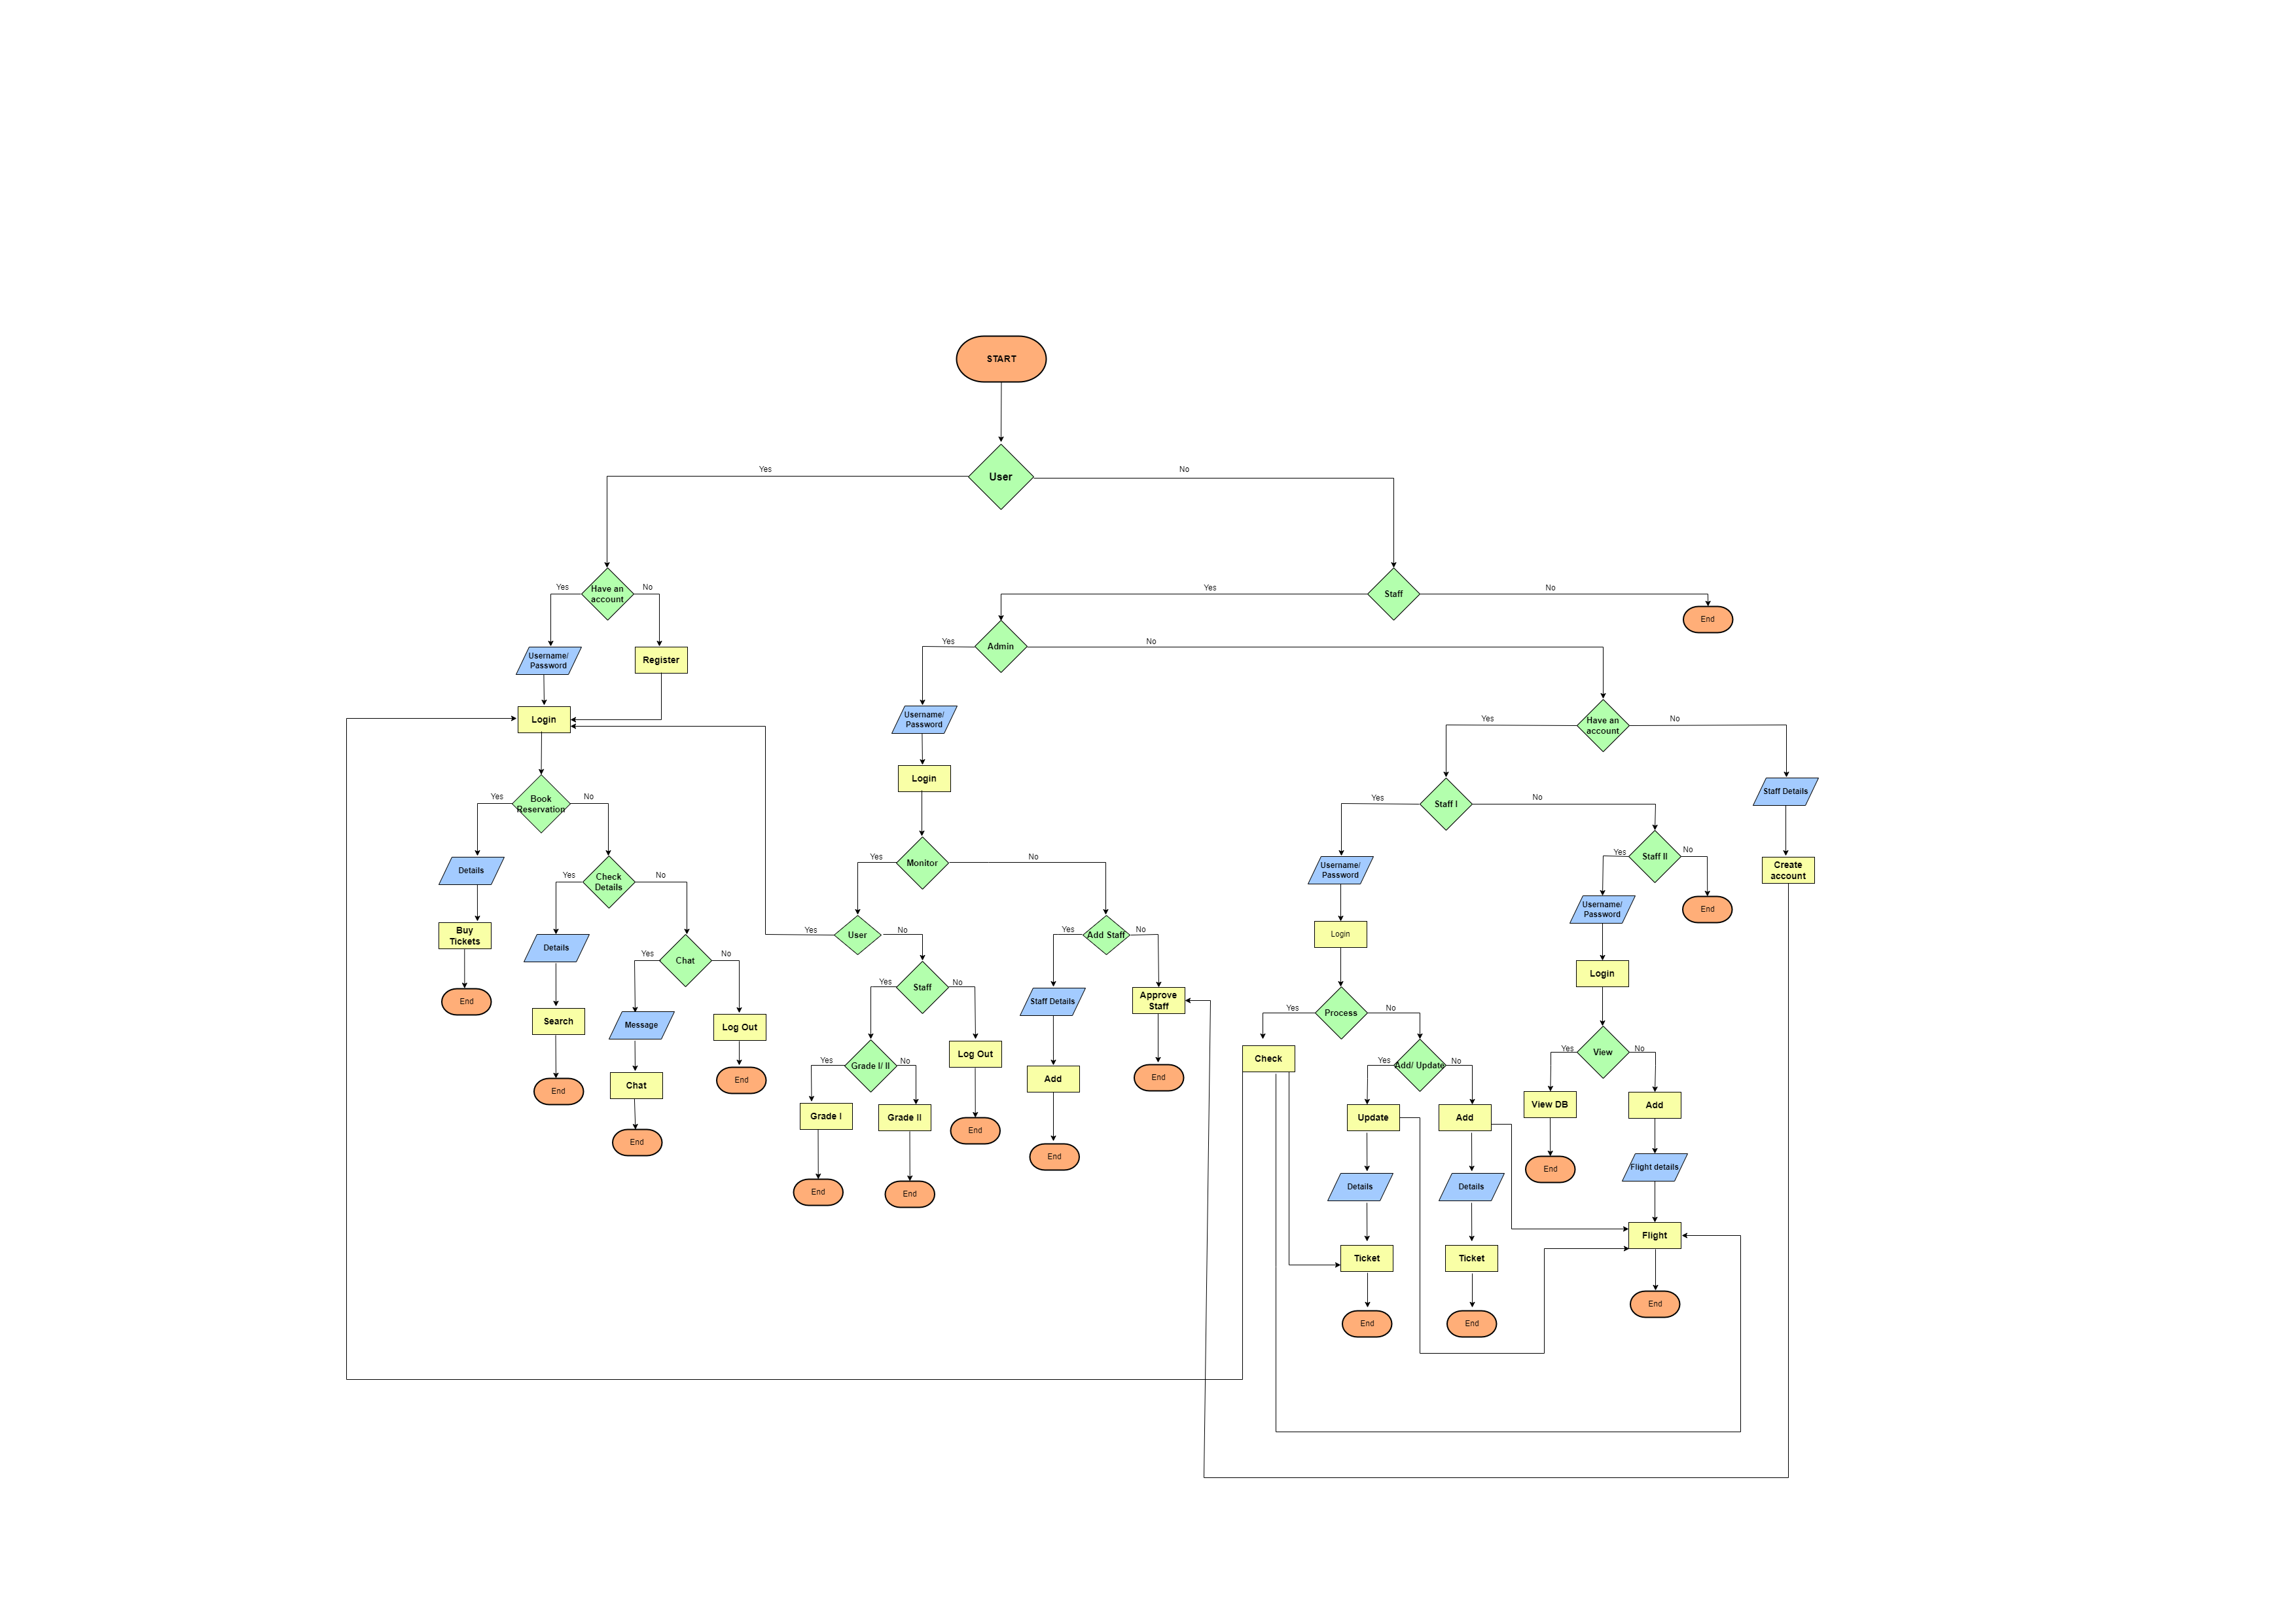 START
User
Yes
No
Have an
account
Yes
No
Staff
Yes
No
End
Username/
Password
Register
Admin
Yes
No
Login
Username/
Password
Have an
account
Yes
No
Login
Staff Details
Book
Reservation
Yes
No
Staff I
Yes
No
Details
Check
Details
Yes
No
Monitor
Yes
No
Username/
Password
Staff II
Yes
No
Create
account
Username/
Password
End
Buy
Tickets
Details
Chat
Yes
No
User
Yes
No
Add Staff
Yes
No
Login
Login
End
Search
Message
Log Out
Staff
Yes
No
Staff Details
Approve
Staff
Process
Yes
No
End
Chat
End
Grade I/ II
Yes
No
Log Out
Add
End
Check
Add/ Update
Yes
No
View
Yes
No
End
Grade I
Grade II
End
End
Update
Add
View DB
Add
End
End
Details
Details
End
Flight details
Ticket
Ticket
Flight
End
End
End